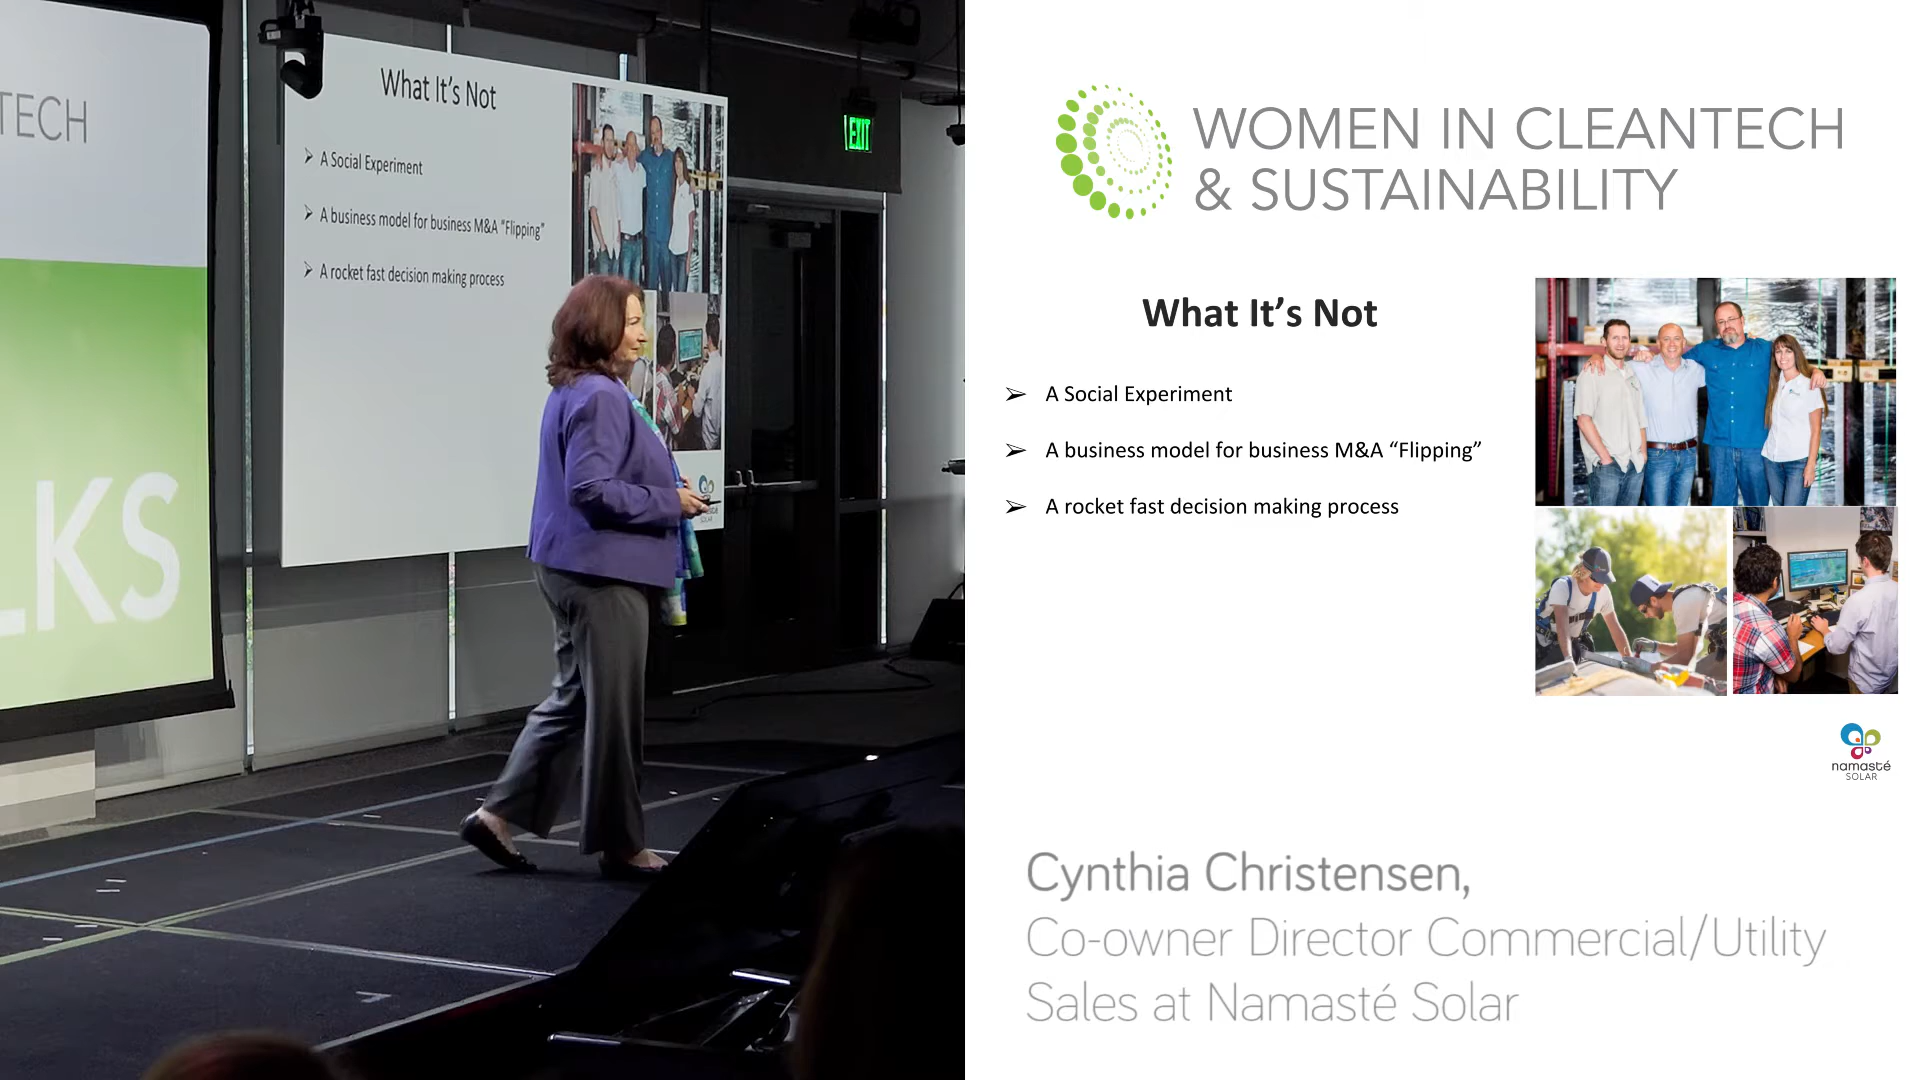 TECH
LKS
What It’s Not
➢ A Social Experiment
➢ A business model for business M&A “Flipping”
➢ A rocket fast decision making process
SOLAR
EXIT
WOMEN IN CLEANTECH
& SUSTAINABILITY
What It’s Not
➢ A Social Experiment
➢ A business model for business M&A “Flipping”
➢ A rocket fast decision making process
namasté
SOLAR
Cynthia Christensen,
Co-owner Director Commercial/Utility
Sales at Namasté Solar